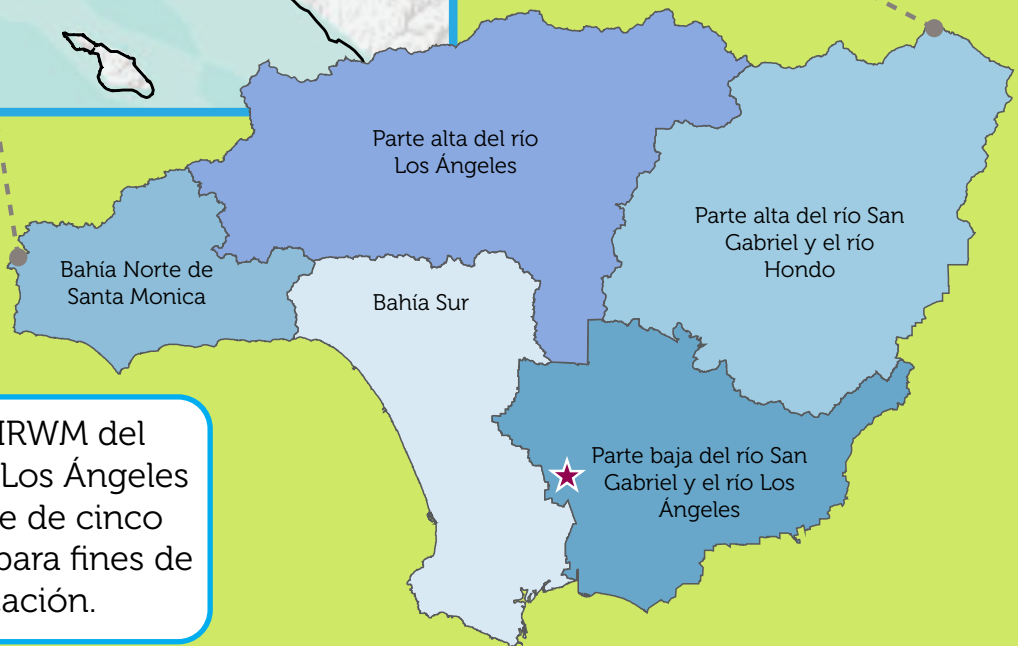 Parte alta del río
Los Ángeles
Parte alta del río San
Gabriel y el río
Hondo
Bahía Norte de
Santa Monica
Bahía Sur
IRWM del
Los Ángeles
de cinco
para fines de
Parte baja del río San
Gabriel y el río Los
Ángeles